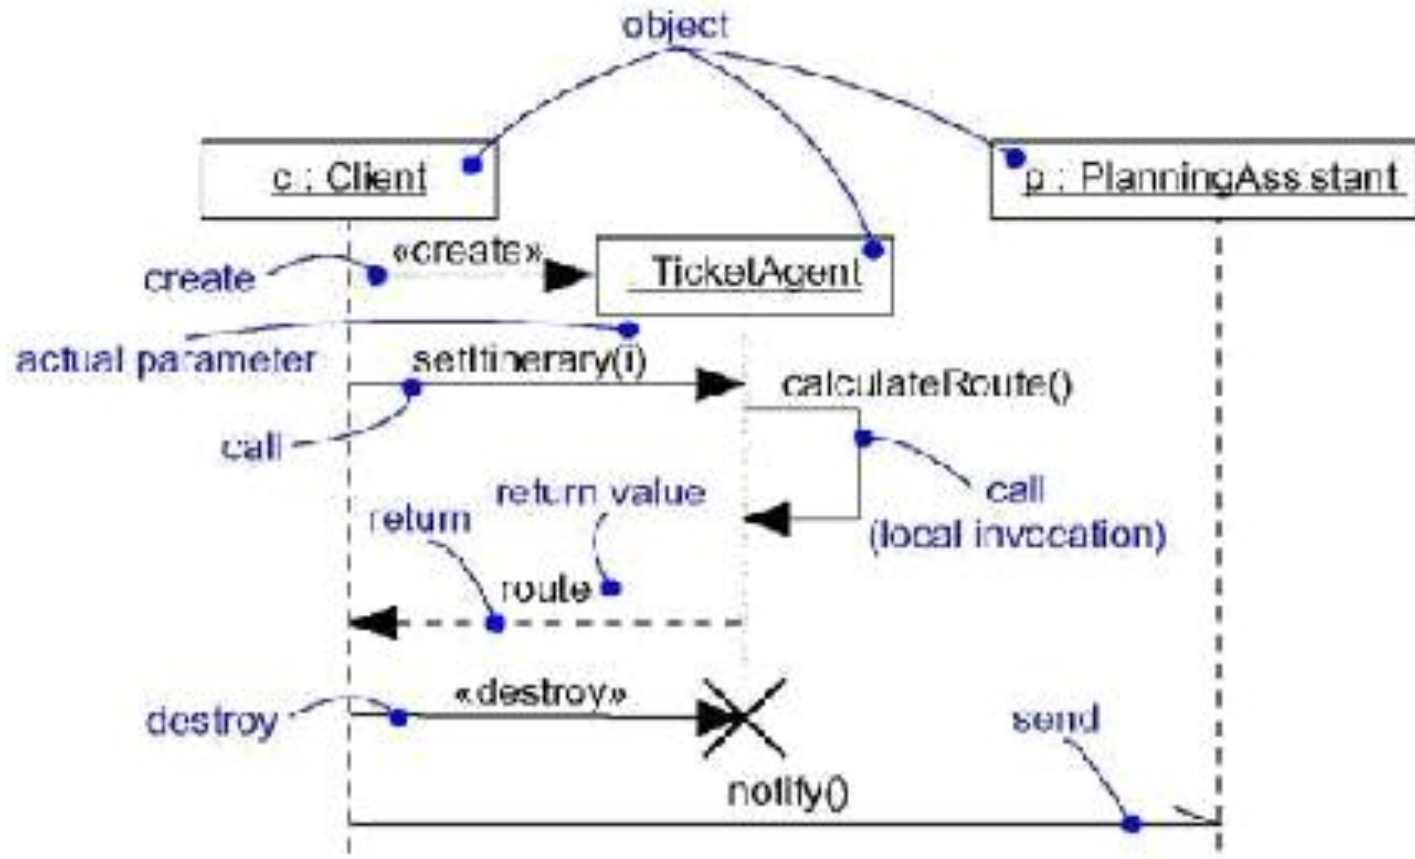 object
c : Client
p : PlanningAssistant
«create»
create
TicketAgent
actual parameter
setItinerary(i)
calculateRoute()
call
return value
call
return
(local invocation)
route
«destroy»
destroy
send
notify()